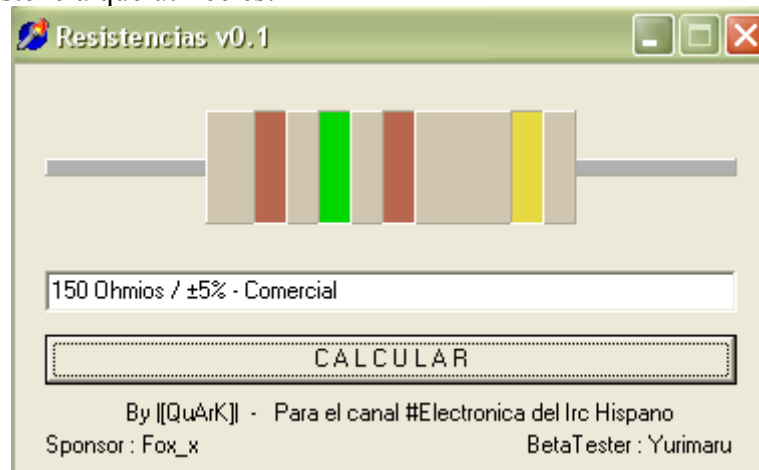 Resistencias v0.1
150 Ohmios / ±5% - Comercial
CALCULAR
By |[QuArK]| - Para el canal #Electronica del Irc Hispano
Sponsor : Fox_x BetaTester : Yurimaru